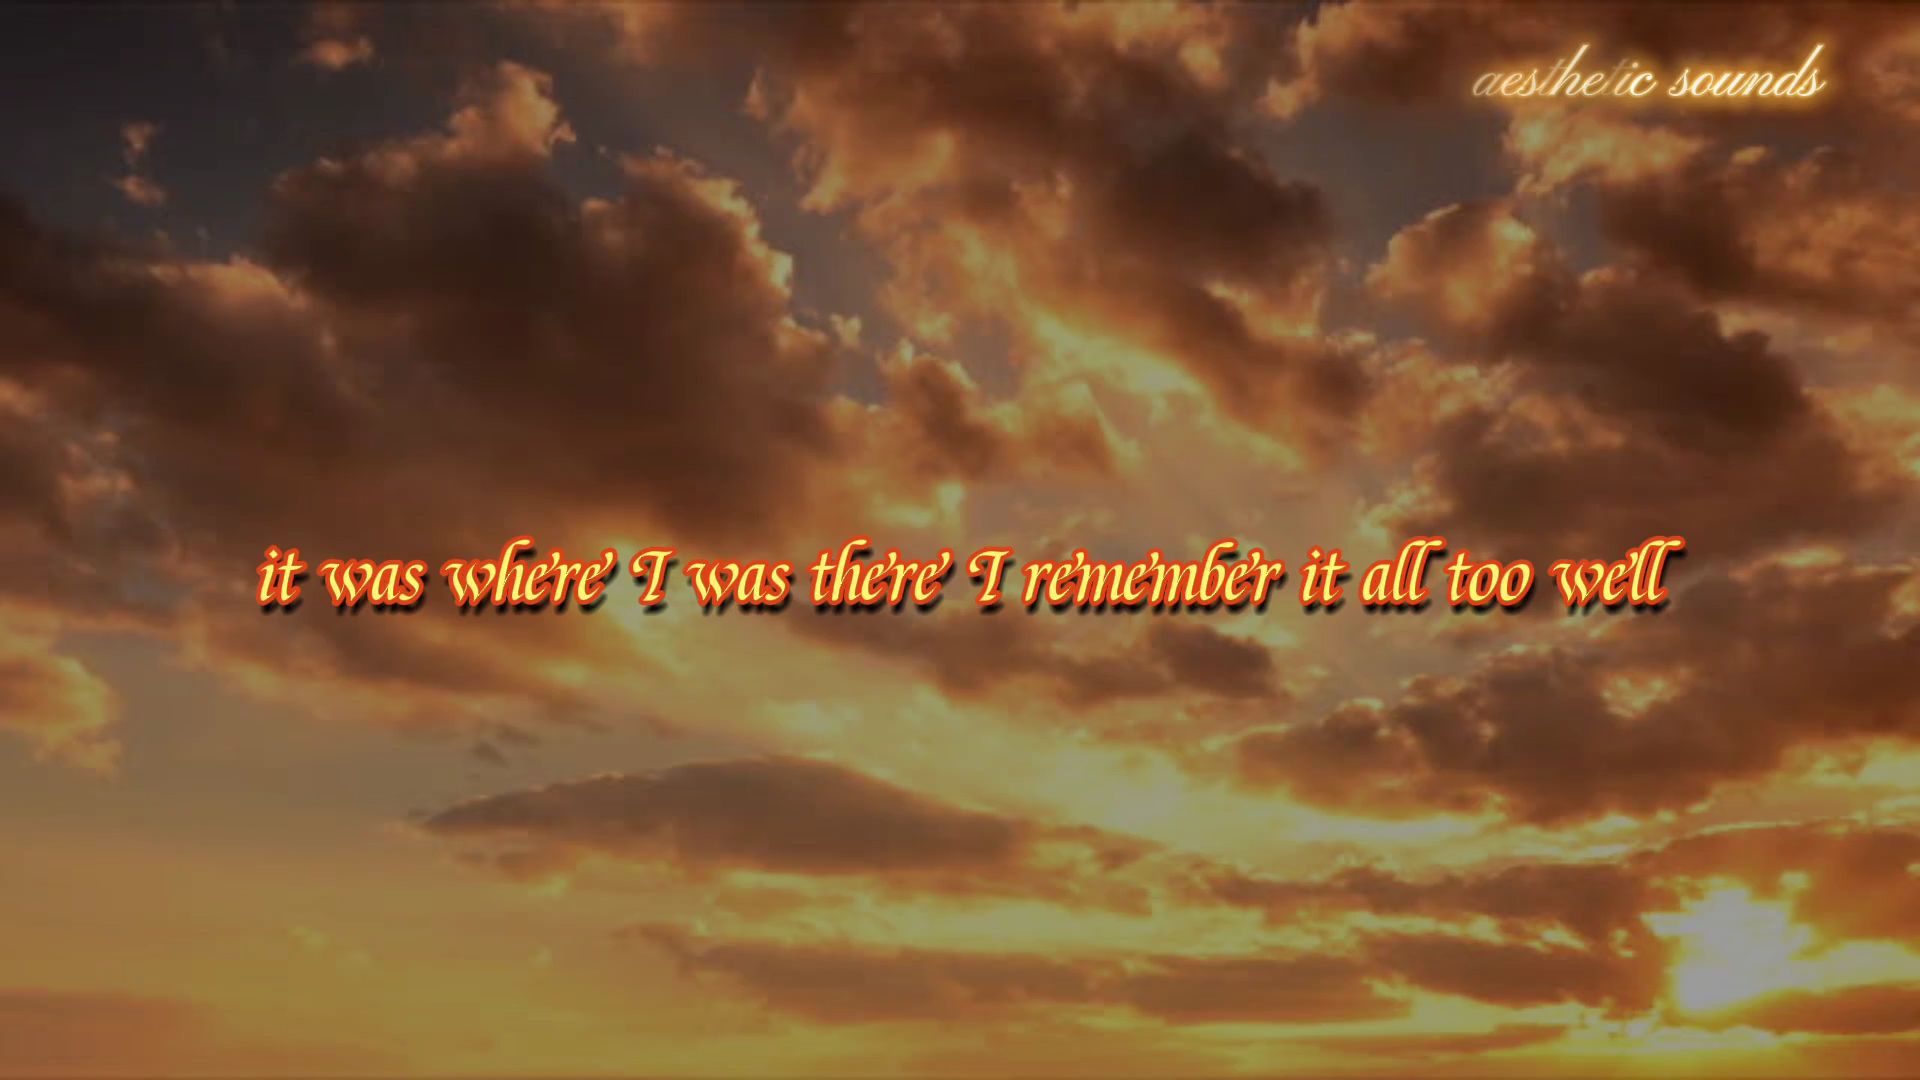 aesthetic sounds
it was where I was there I remember it all too well